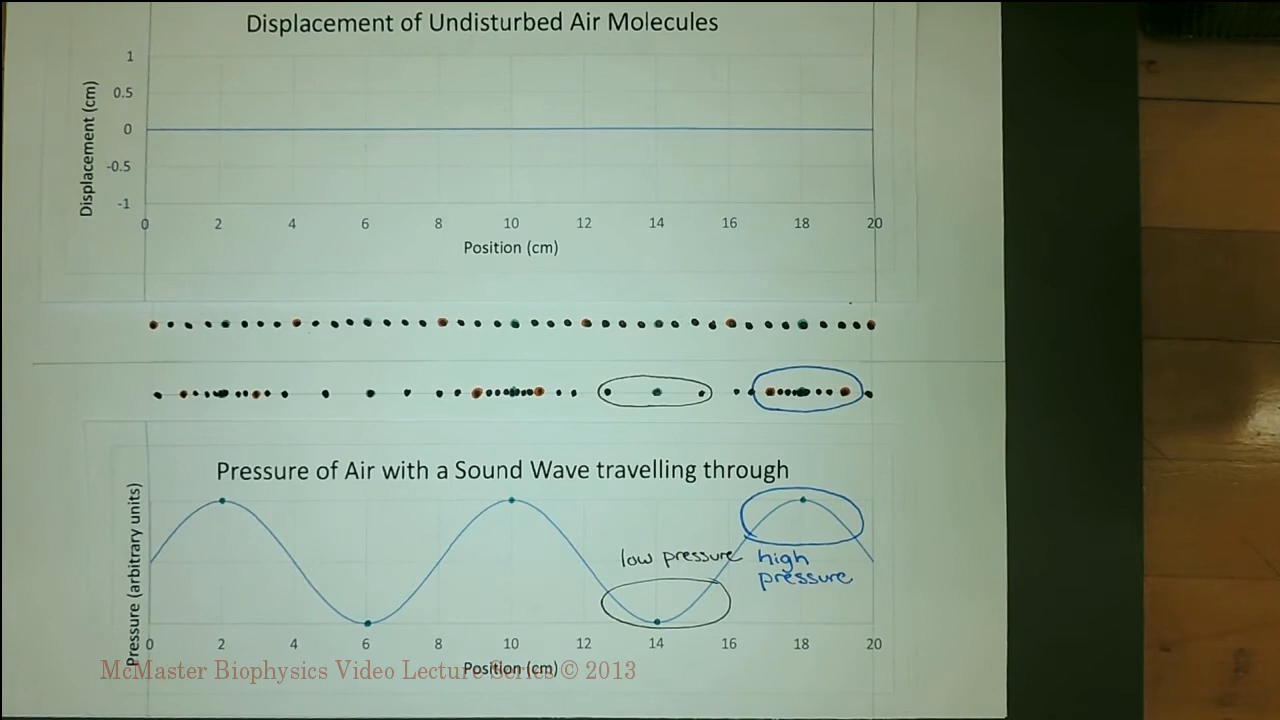 Displacement of Undisturbed Air Molecules
Displacement (cm)
1
0.5
0
-0.5
-1
0 2 4 6 8 10 12 14 16 18 20
Position (cm)
Pressure of Air with a Sound Wave travelling through
Pressure (arbitrary units)
low pressure
high
pressure
0 2 4 6 8 10 12 14 16 18 20
Position (cm)
McMaster Biophysics Video Lecture Series © 2013